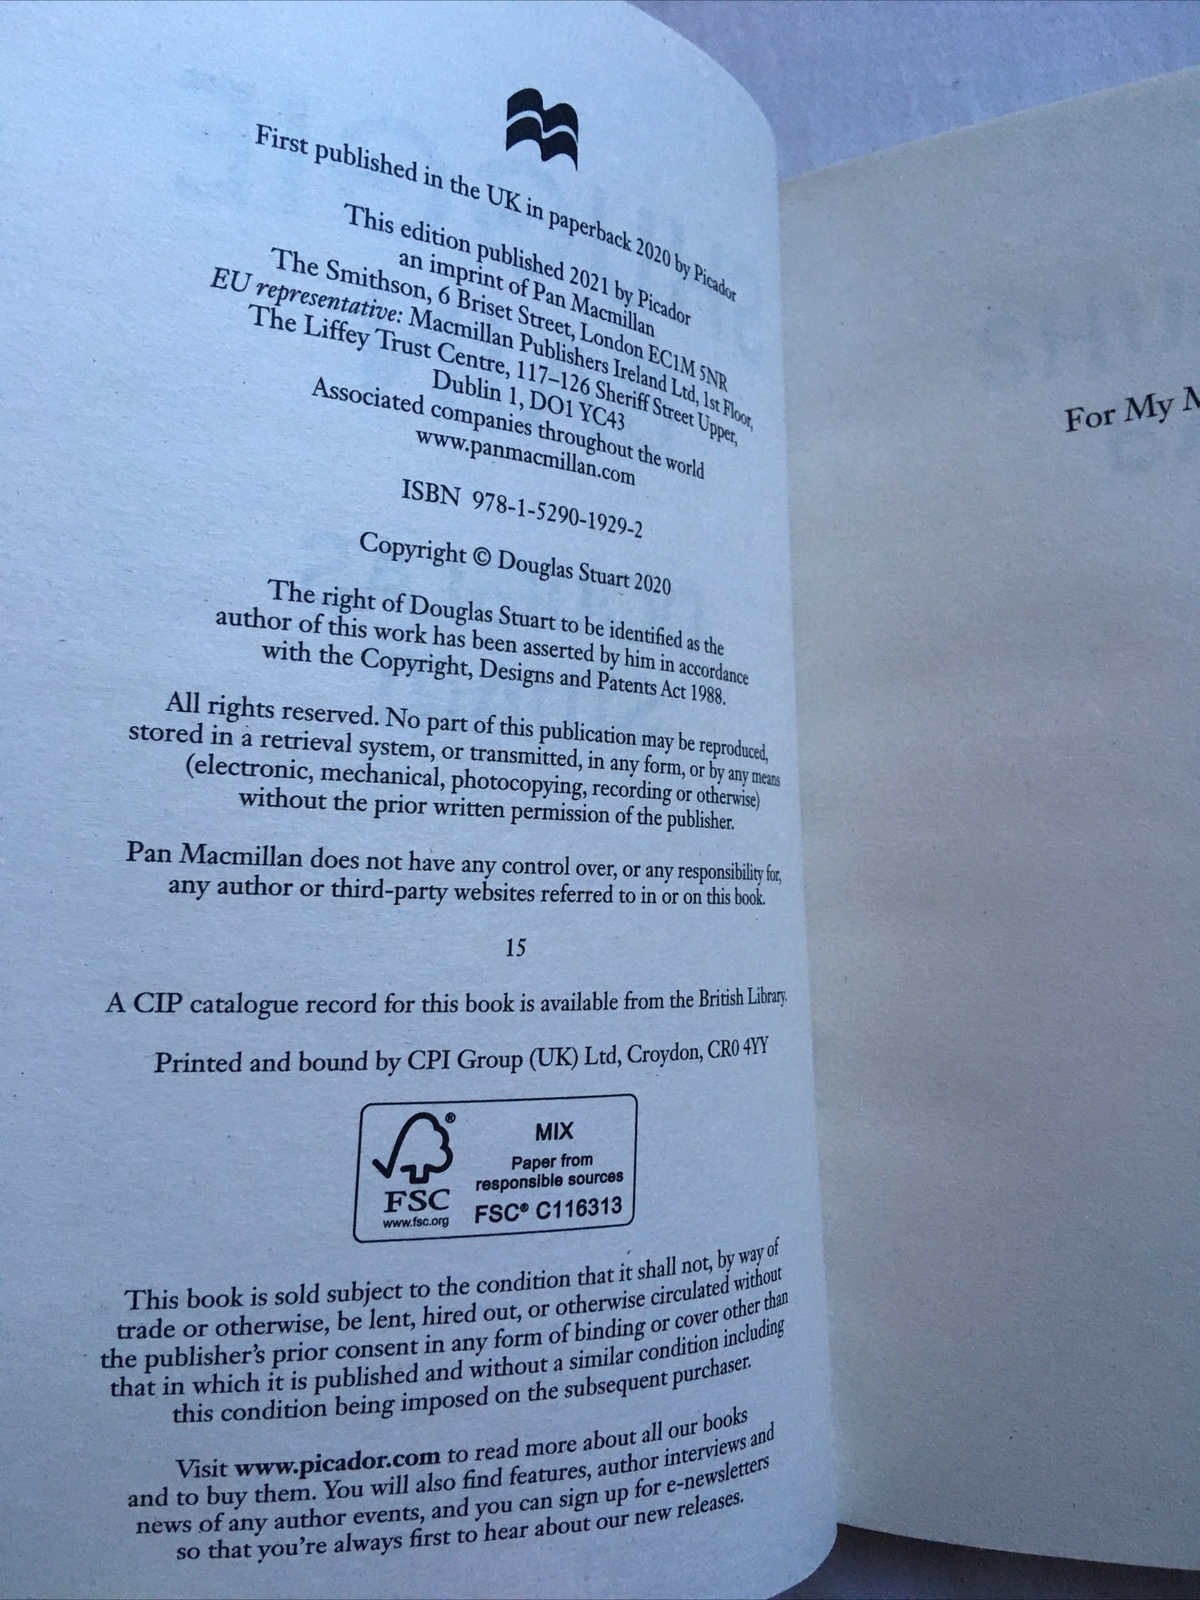 First published in the UK in paperback 2020 by Picador
This edition published 2021 by Picador
an imprint of Pan Macmillan
The Smithson, 6 Briset Street, London EC1M 5NR
EU representative: Macmillan Publishers Ireland Ltd, 1st Floor,
The Liffey Trust Centre, 117–126 Sheriff Street Upper,
Dublin 1, DO1 YC43
Associated companies throughout the world
www.panmacmillan.com
ISBN 978-1-5290-1929-2
Copyright © Douglas Stuart 2020
The right of Douglas Stuart to be identified as the
author of this work has been asserted by him in accordance
with the Copyright, Designs and Patents Act 1988.
All rights reserved. No part of this publication may be reproduced,
stored in a retrieval system, or transmitted, in any form, or by any means
(electronic, mechanical, photocopying, recording or otherwise)
without the prior written permission of the publisher.
Pan Macmillan does not have any control over, or any responsibility for,
any author or third-party websites referred to in or on this book.
15
A CIP catalogue record for this book is available from the British Library.
Printed and bound by CPI Group (UK) Ltd, Croydon, CR0 4YY
®
FSC
www.fsc.org
MIX
Paper from
responsible sources
FSC® C116313
This book is sold subject to the condition that it shall not, by way of
trade or otherwise, be lent, hired out, or otherwise circulated without
the publisher's prior consent in any form of binding or cover other than
that in which it is published and without a similar condition including
this condition being imposed on the subsequent purchaser.
Visit www.picador.com to read more about all our books
and to buy them. You will also find features, author interviews and
news of any author events, and you can sign up for e-newsletters
so that you're always first to hear about our new releases.
For My